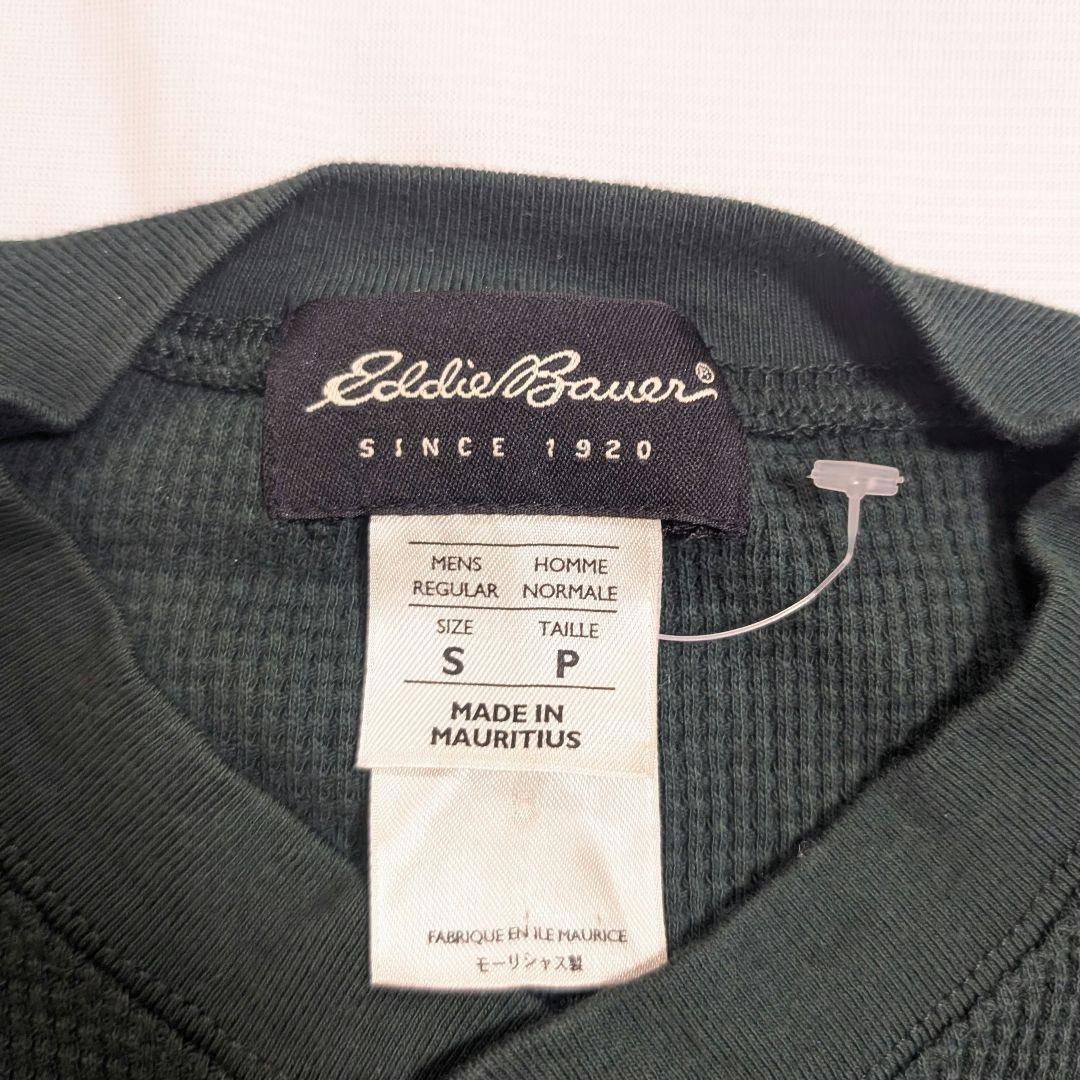 Eddie Bauer®
SINCE 1920
MENS HOMME
REGULAR NORMALE
SIZE TAILLE
S P
MADE IN
MAURITIUS
FABRIQUE EN ILE MAURICE
モーリシャス製